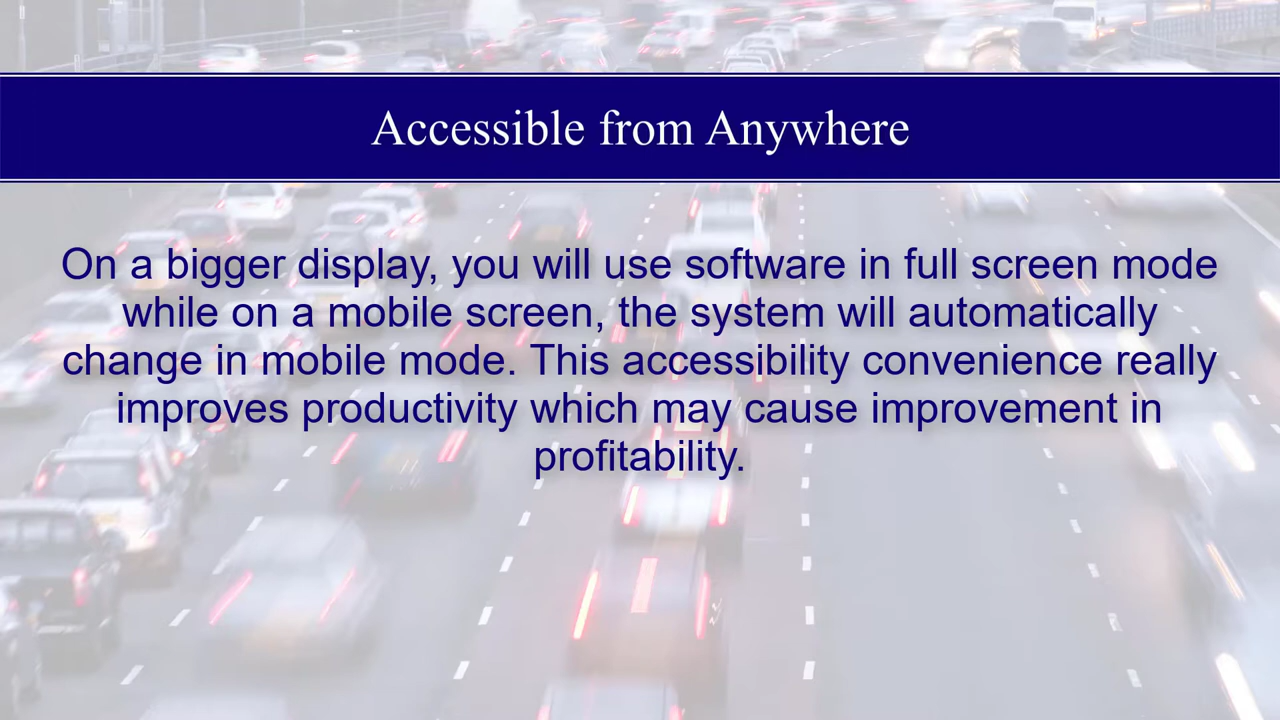 Accessible from Anywhere
On a bigger display, you will use software in full screen mode
while on a mobile screen, the system will automatically
change in mobile mode. This accessibility convenience really
improves productivity which may cause improvement in
profitability.